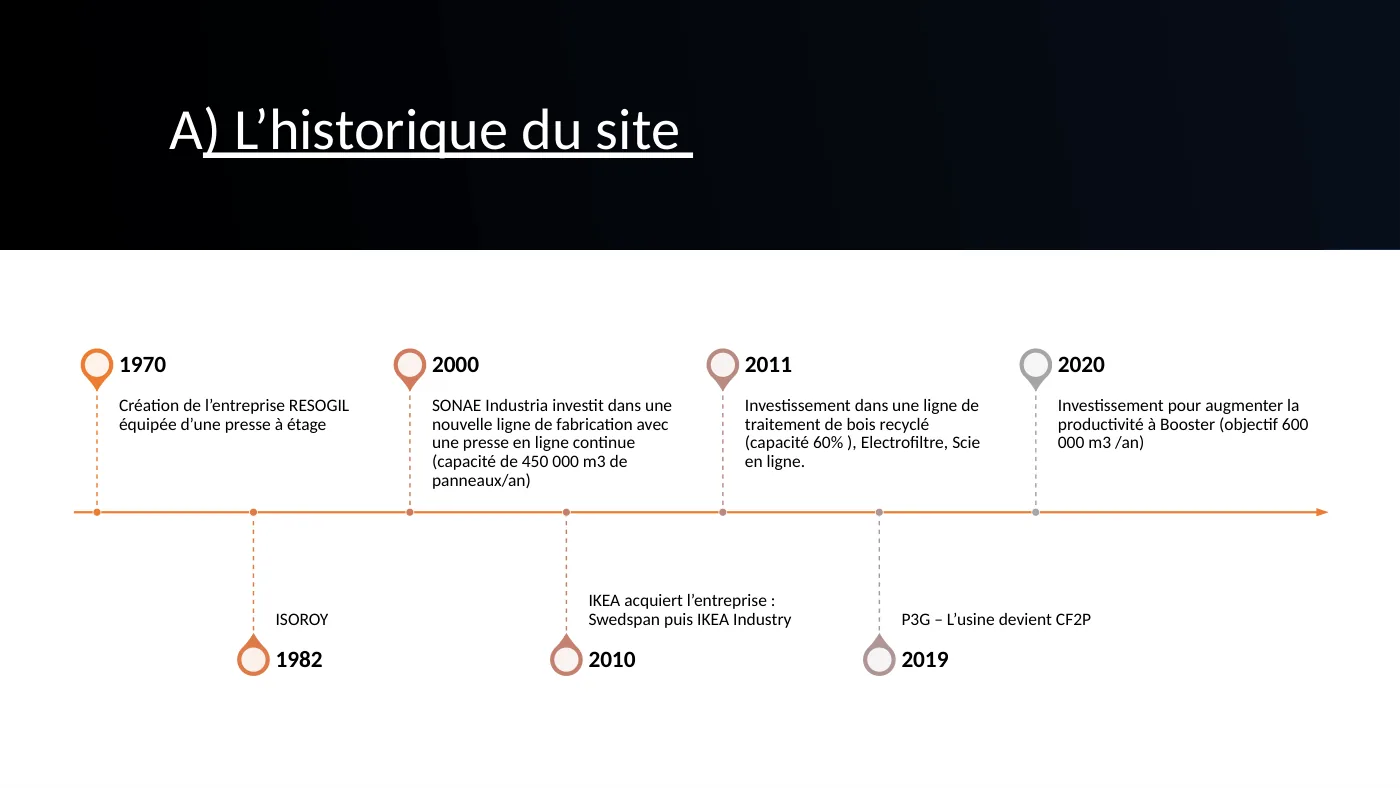 A) L’historique du site
1970
Création de l’entreprise RESOGIL
équipée d’une presse à étage
2000
SONAE Industria investit dans une
nouvelle ligne de fabrication avec
une presse en ligne continue
(capacité de 450 000 m3 de
panneaux/an)
2011
Investissement dans une ligne de
traitement de bois recyclé
(capacité 60% ), Electrofiltre, Scie
en ligne.
2020
Investissement pour augmenter la
productivité à Booster (objectif 600
000 m3 /an)
ISOROY
1982
IKEA acquiert l’entreprise :
Swedspan puis IKEA Industry
2010
P3G – L’usine devient CF2P
2019